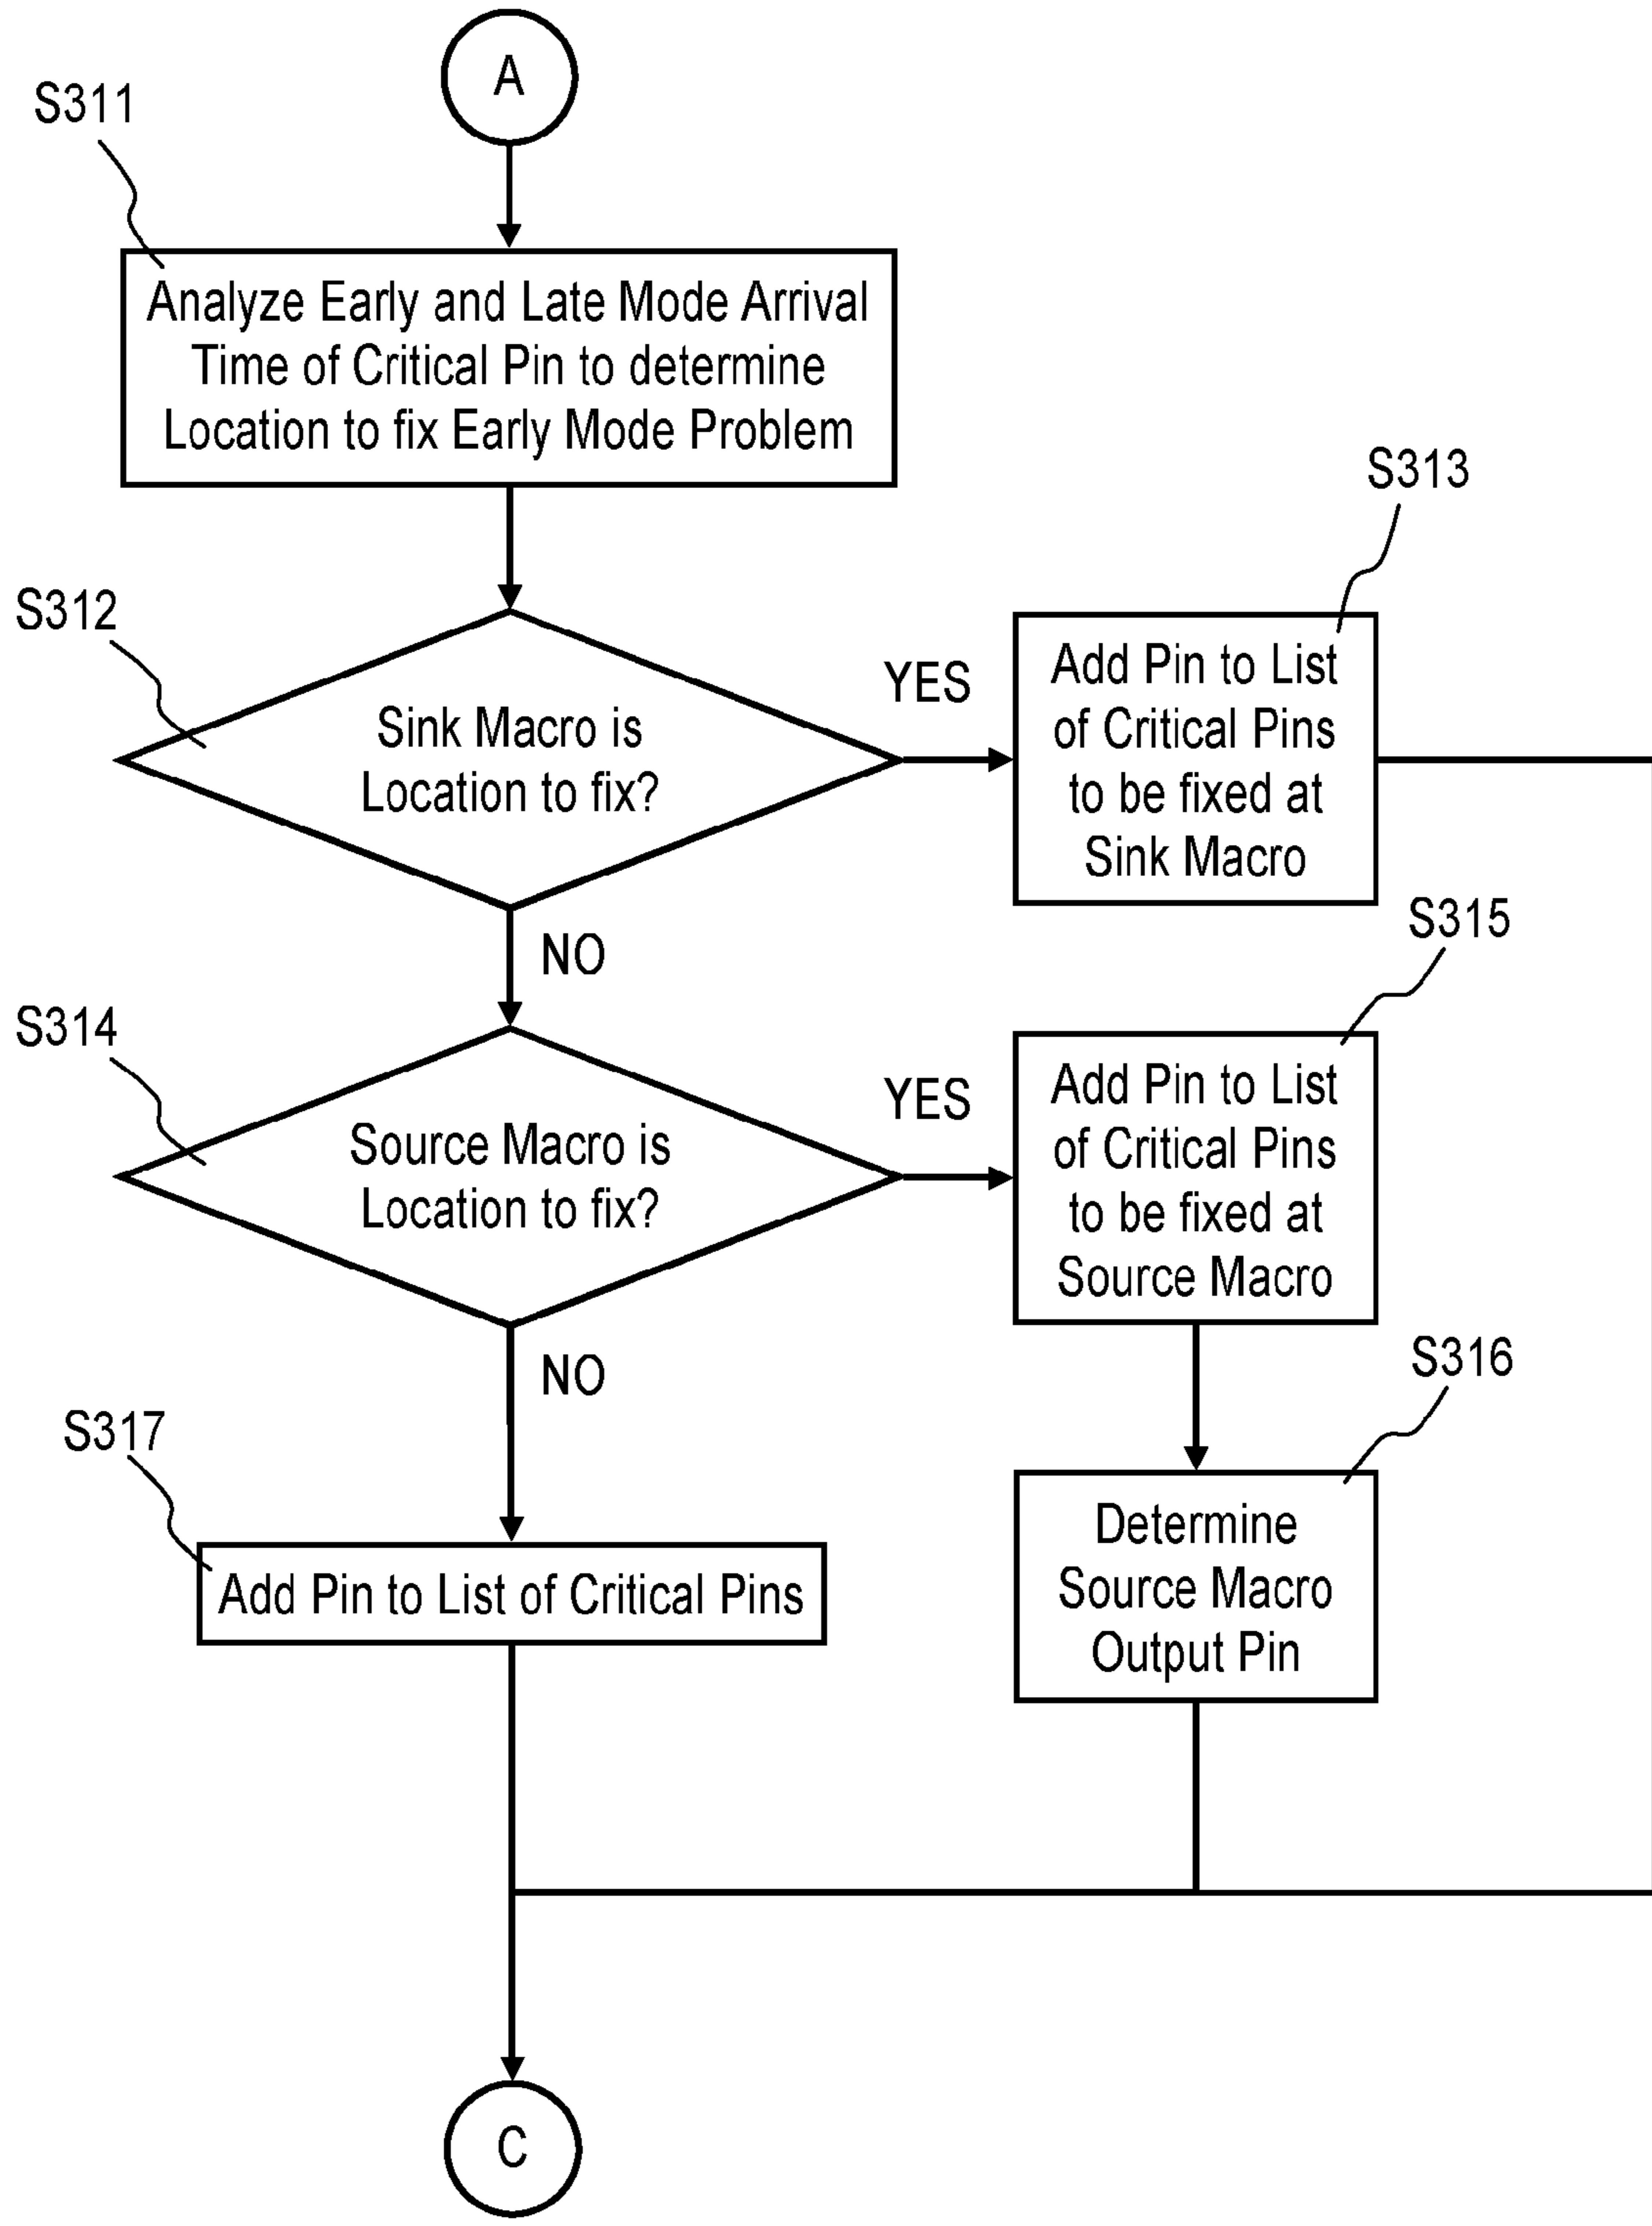 A
S311
Analyze Early and Late Mode Arrival
Time of Critical Pin to determine
Location to fix Early Mode Problem
S312
Sink Macro is
Location to fix?
YES
NO
S313
Add Pin to List
of Critical Pins
to be fixed at
Sink Macro
S314
Source Macro is
Location to fix?
YES
NO
S315
Add Pin to List
of Critical Pins
to be fixed at
Source Macro
S316
Determine
Source Macro
Output Pin
S317
Add Pin to List of Critical Pins
C